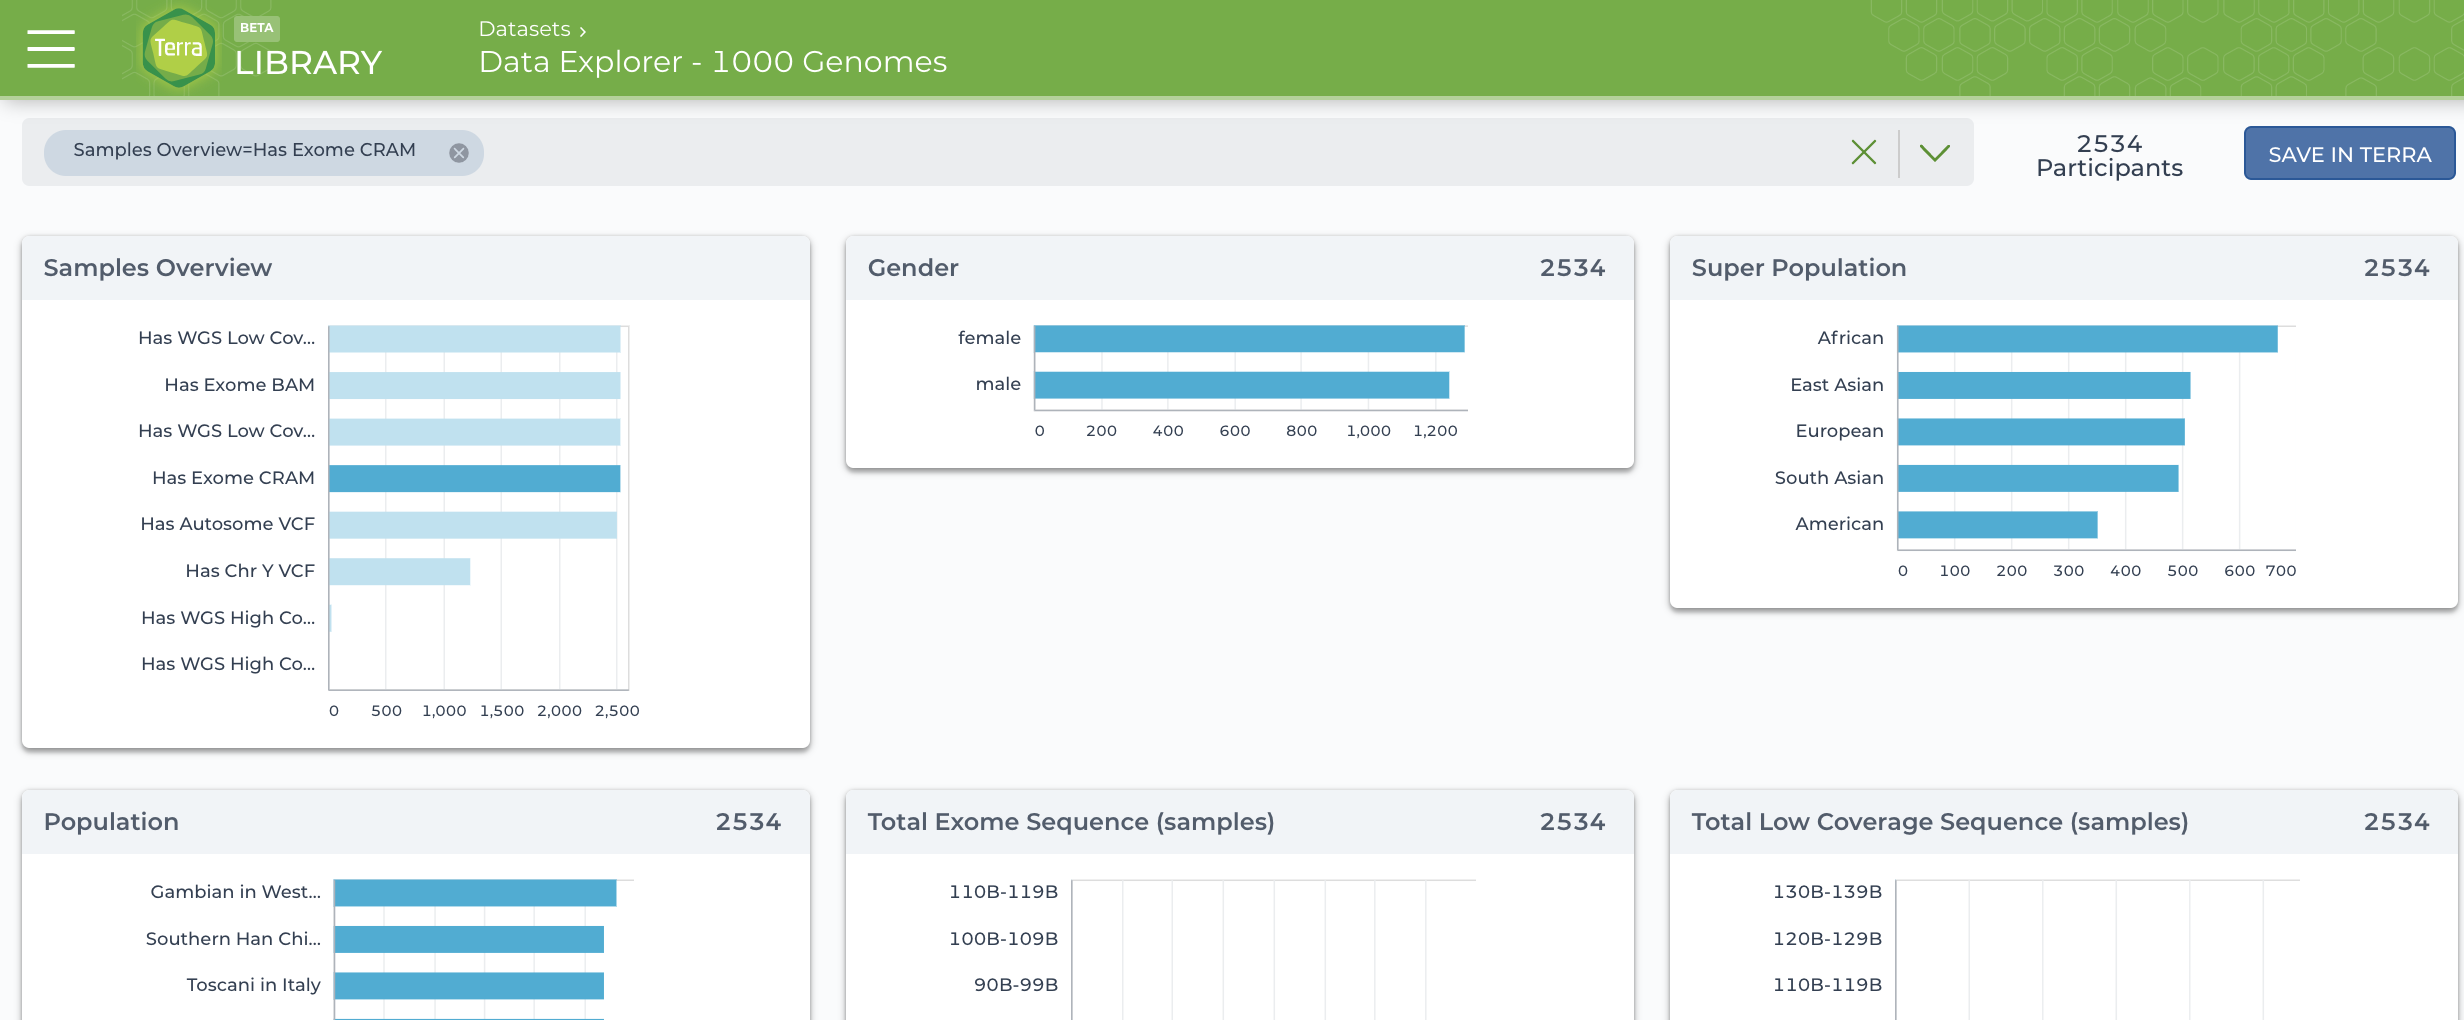 Terra
BETA
LIBRARY
Datasets ›
Data Explorer - 1000 Genomes
Samples Overview=Has Exome CRAM
2534
Participants
SAVE IN TERRA
Samples Overview
Has WGS Low Cov...
Has Exome BAM
Has WGS Low Cov...
Has Exome CRAM
Has Autosome VCF
Has Chr Y VCF
Has WGS High Co...
Has WGS High Co...
0 500 1,000 1,500 2,000 2,500
Gender 2534
female
male
0 200 400 600 800 1,000 1,200
Super Population 2534
African
East Asian
European
South Asian
American
0 100 200 300 400 500 600 700
Population 2534
Gambian in West...
Southern Han Chi...
Toscani in Italy
Total Exome Sequence (samples) 2534
110B-119B
100B-109B
90B-99B
Total Low Coverage Sequence (samples) 2534
130B-139B
120B-129B
110B-119B